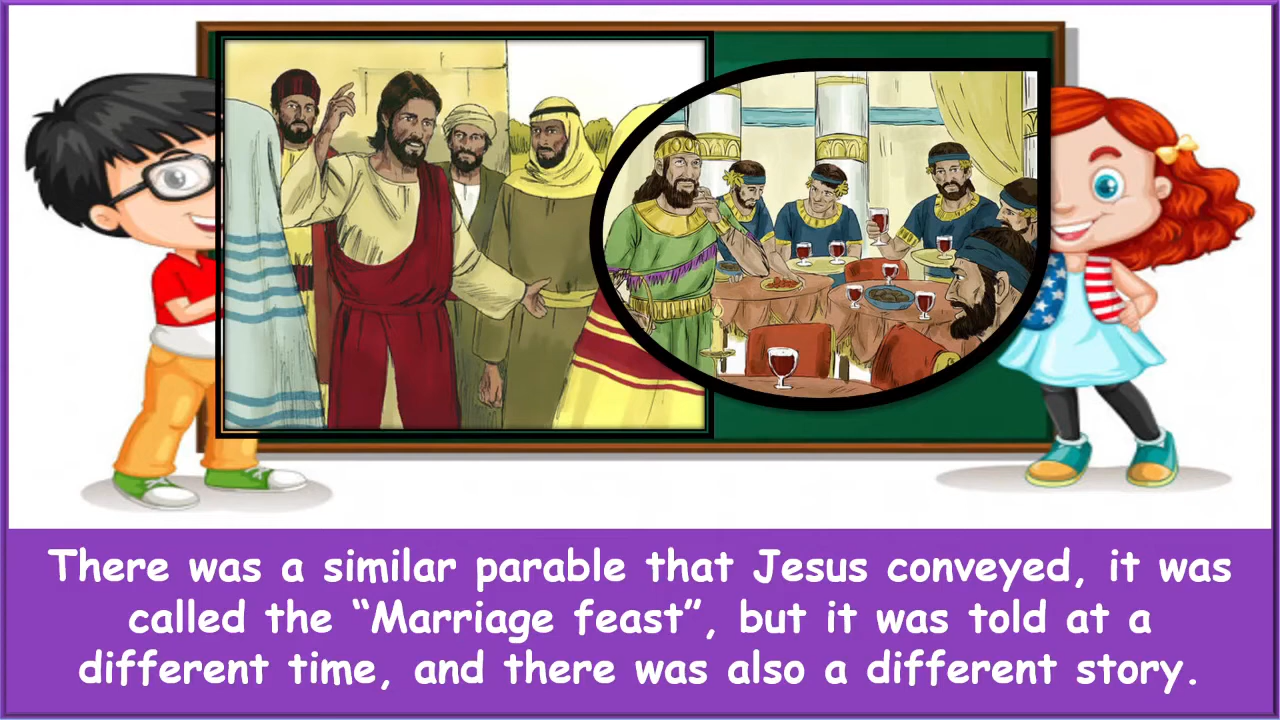 There was a similar parable that Jesus conveyed, it was
called the “Marriage feast”, but it was told at a
different time, and there was also a different story.